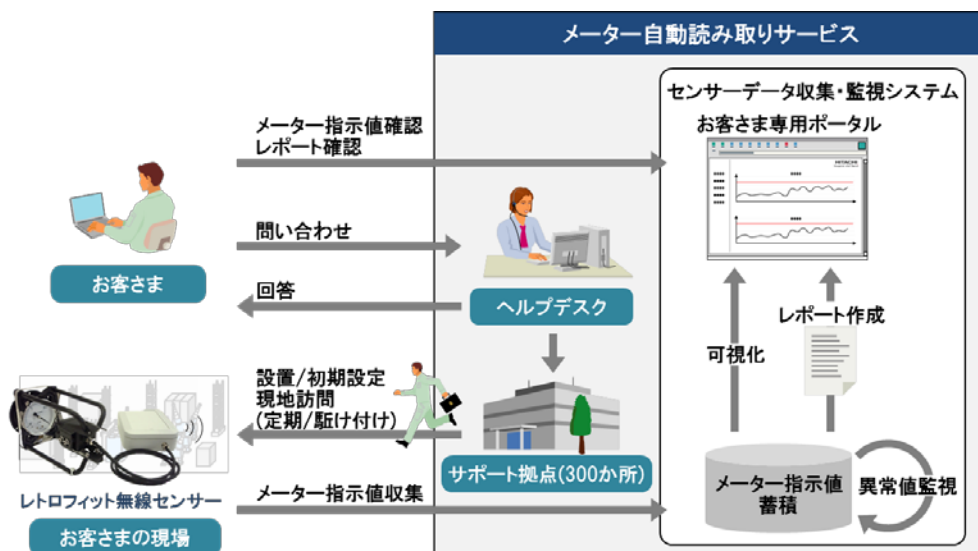 メーター自動読み取りサービス
センサーデータ収集・監視システム
お客さま専用ポータル
HITACHI
メーター指示値確認
レポート確認
問い合わせ
お客さま
回答
ヘルプデスク
レポート作成
可視化
設置/初期設定
現地訪問
(定期/駆け付け)
サポート拠点(300か所)
レトロフィット無線センサー
メーター指示値収集
お客さまの現場
メーター指示値
蓄積
異常値監視